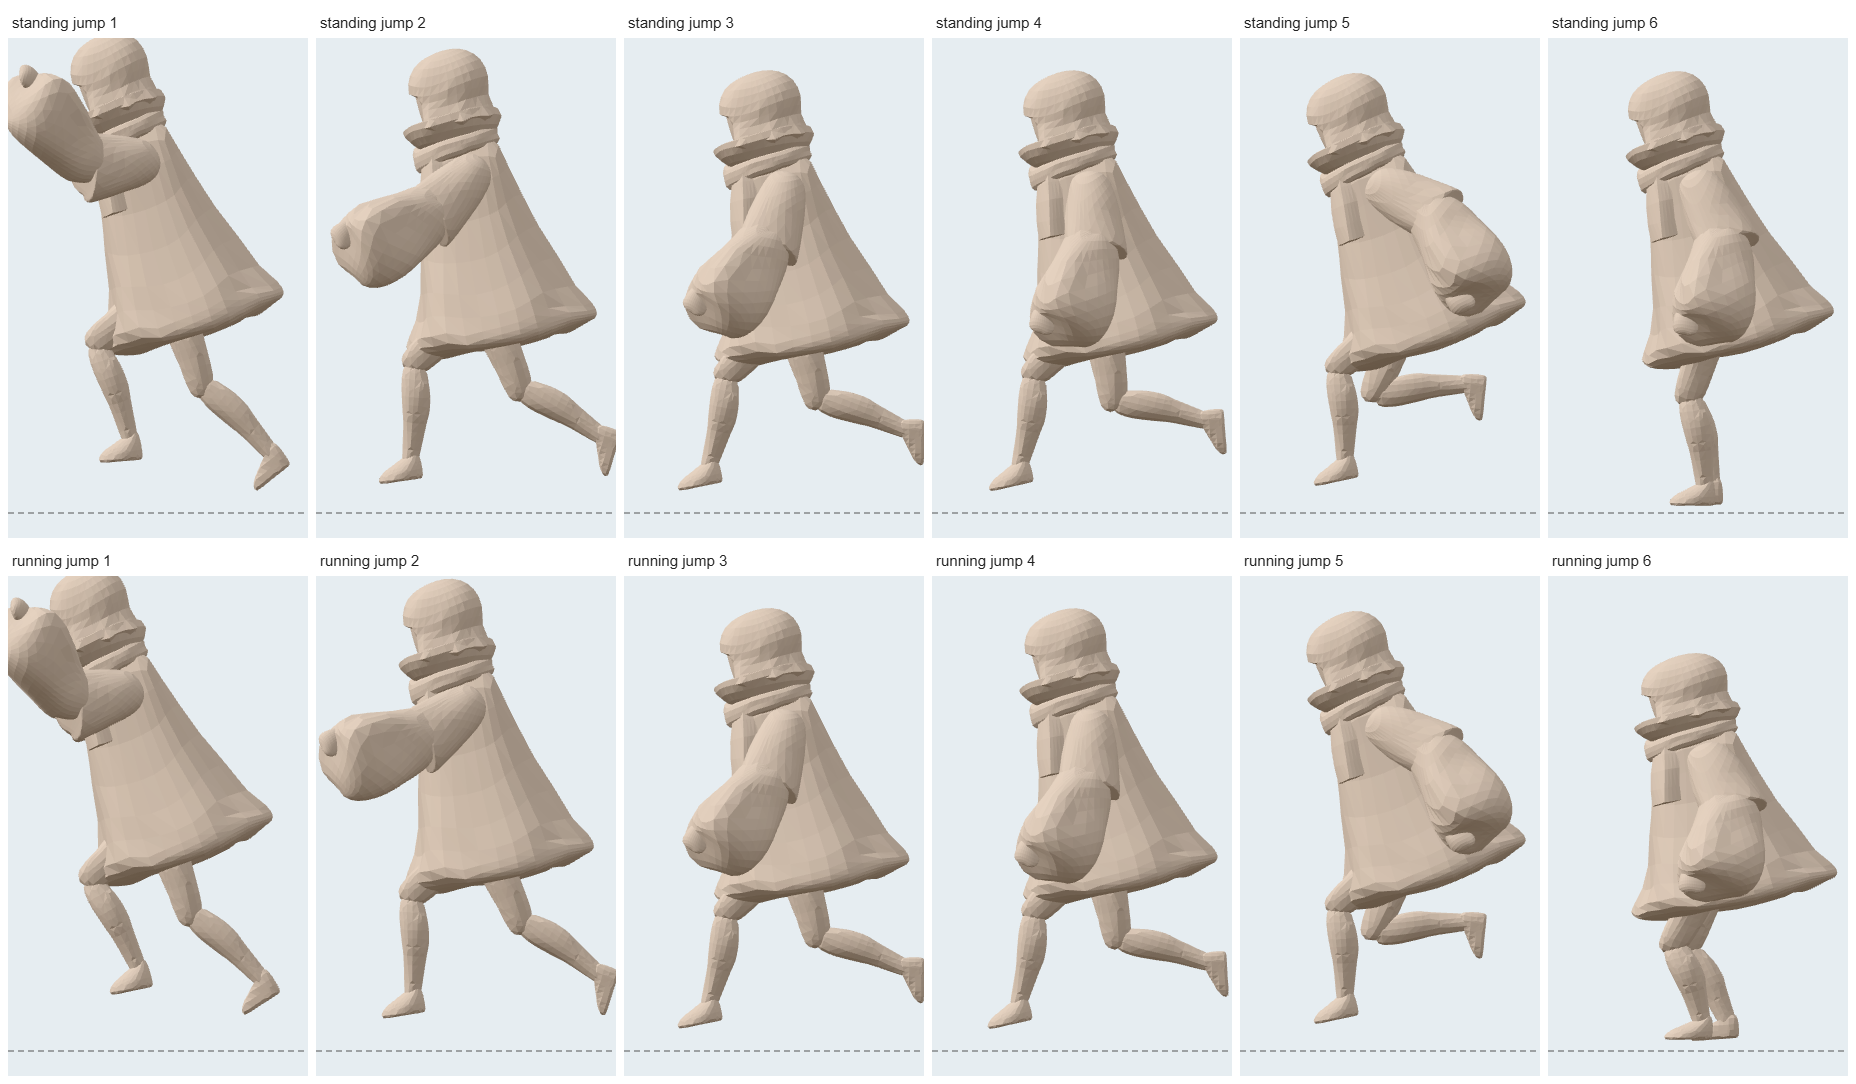 standing jump 1
standing jump 2
standing jump 3
standing jump 4
standing jump 5
standing jump 6
running jump 1
running jump 2
running jump 3
running jump 4
running jump 5
running jump 6